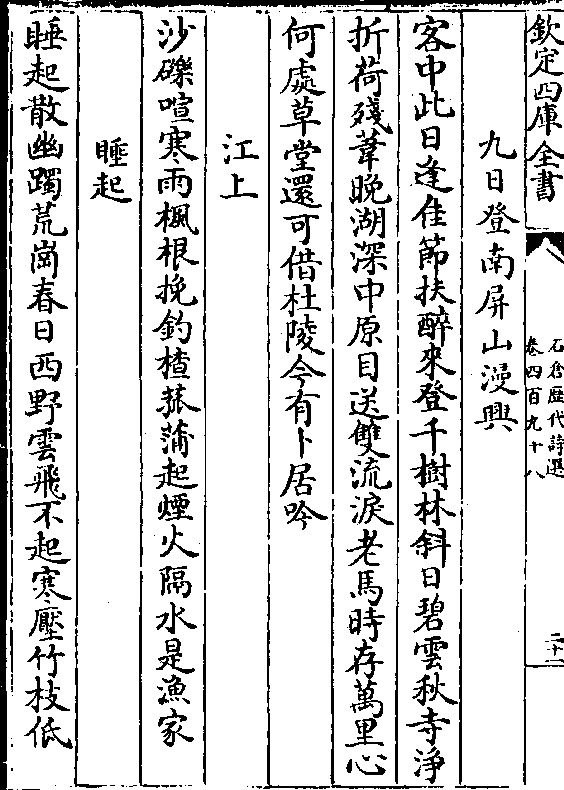 欽定四庫全書
石倉歷代詩選
卷四百九十八
二十一
九日登南屏山漫興
客中此日逢佳節扶醉來登千樹林斜日碧雲秋寺淨
折荷殘葦晚湖深中原目送雙流淚老馬時存萬里心
何處草堂還可借杜陵今有卜居吟
江上
沙礫喧寒雨楓根挽釣楂菰蒲起煙火隔水是漁家
睡起
睡起散幽躅荒崗春日西野雲飛不起寒壓竹枝低